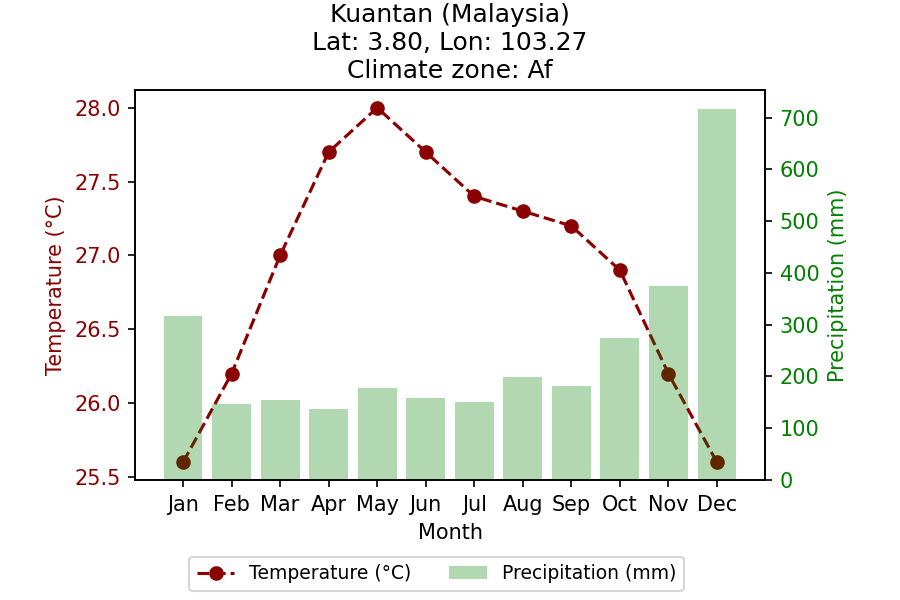 Kuantan (Malaysia)
Lat: 3.80, Lon: 103.27
Climate zone: Af
28.0
27.5
27.0
26.5
26.0
25.5
Temperature (°C)
700
600
500
400
300
200
100
0
Precipitation (mm)
Jan Feb Mar Apr May Jun Jul Aug Sep Oct Nov Dec
Month
Temperature (°C) Precipitation (mm)